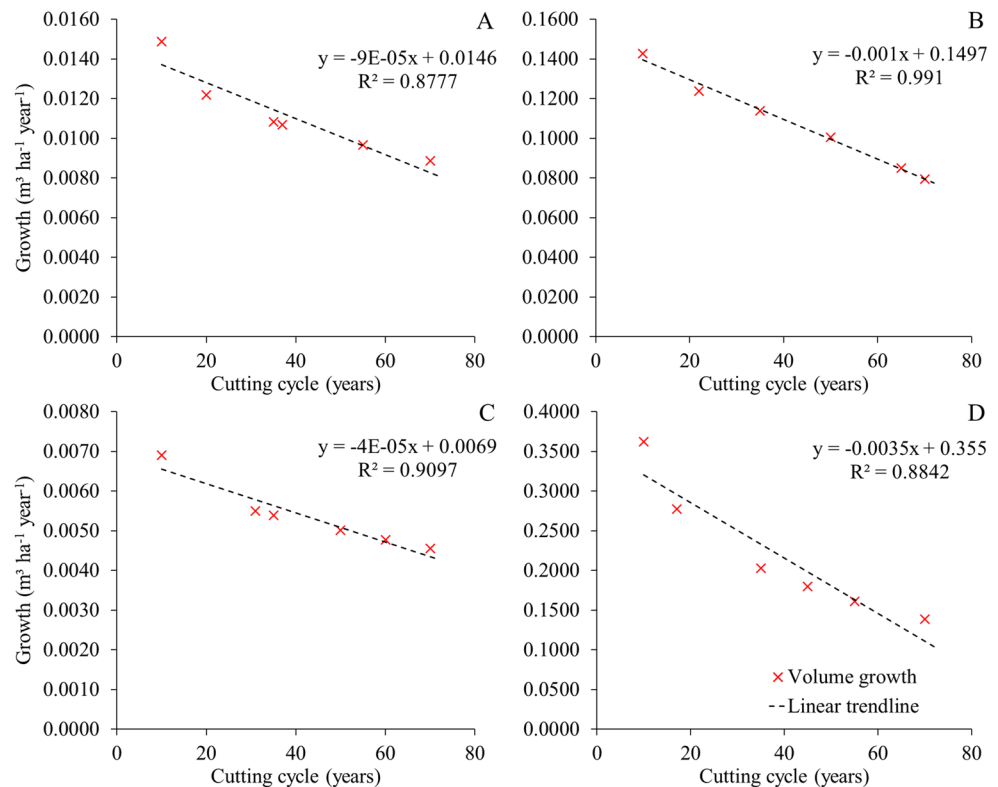 A
0.0160
0.0140
0.0120
0.0100
0.0080
0.0060
0.0040
0.0020
0.0000
Growth (m³ ha⁻¹ year⁻¹)
y = -9E-05x + 0.0146
R² = 0.8777
0 20 40 60 80
Cutting cycle (years)
B
0.1600
0.1400
0.1200
0.1000
0.0800
0.0600
0.0400
0.0200
0.0000
y = -0.001x + 0.1497
R² = 0.991
0 20 40 60 80
Cutting cycle (years)
C
0.0080
0.0070
0.0060
0.0050
0.0040
0.0030
0.0020
0.0010
0.0000
Growth (m³ ha⁻¹ year⁻¹)
y = -4E-05x + 0.0069
R² = 0.9097
0 20 40 60 80
Cutting cycle (years)
D
0.4000
0.3500
0.3000
0.2500
0.2000
0.1500
0.1000
0.0500
0.0000
y = -0.0035x + 0.355
R² = 0.8842
Volume growth
Linear trendline
0 20 40 60 80
Cutting cycle (years)